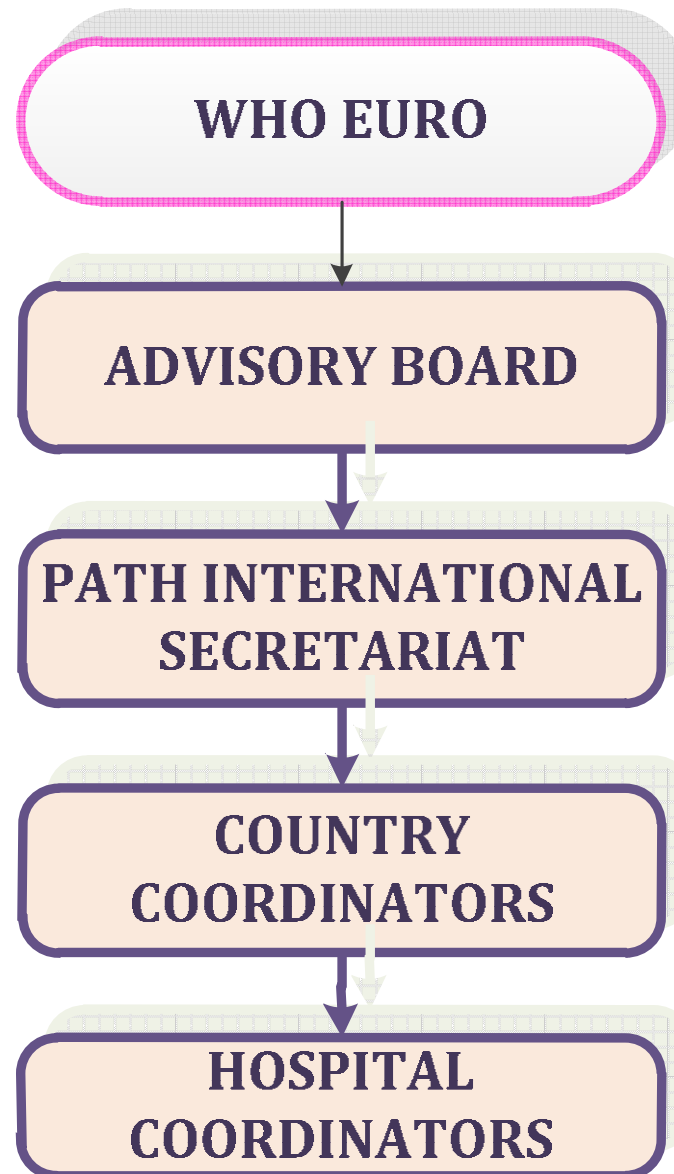 WHO EURO
ADVISORY BOARD
PATH INTERNATIONAL
SECRETARIAT
COUNTRY
COORDINATORS
HOSPITAL
COORDINATORS